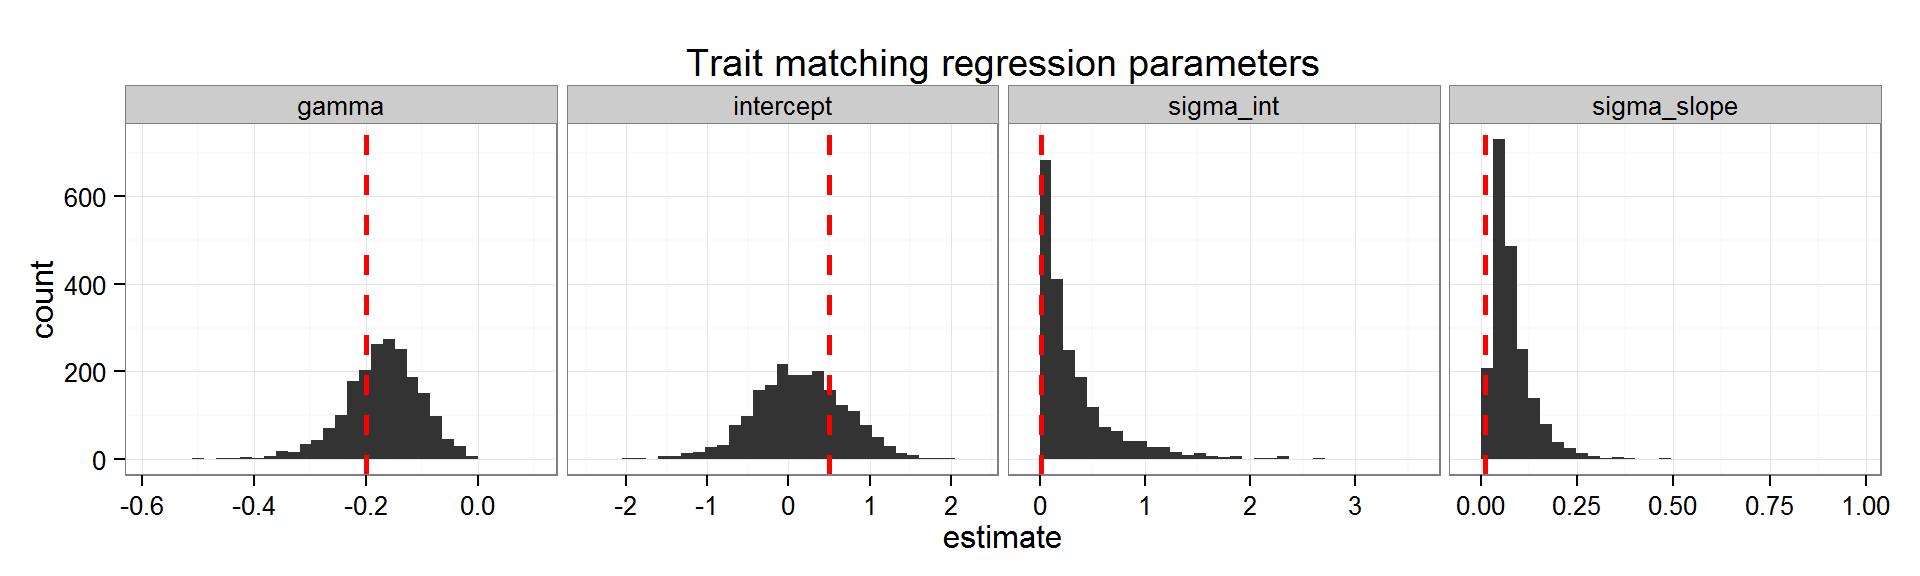 Trait matching regression parameters
gamma intercept sigma_int sigma_slope
600
400
200
0
count
-0.6 -0.4 -0.2 0.0 -2 -1 0 1 2 0 1 2 3 0.00 0.25 0.50 0.75 1.00
estimate